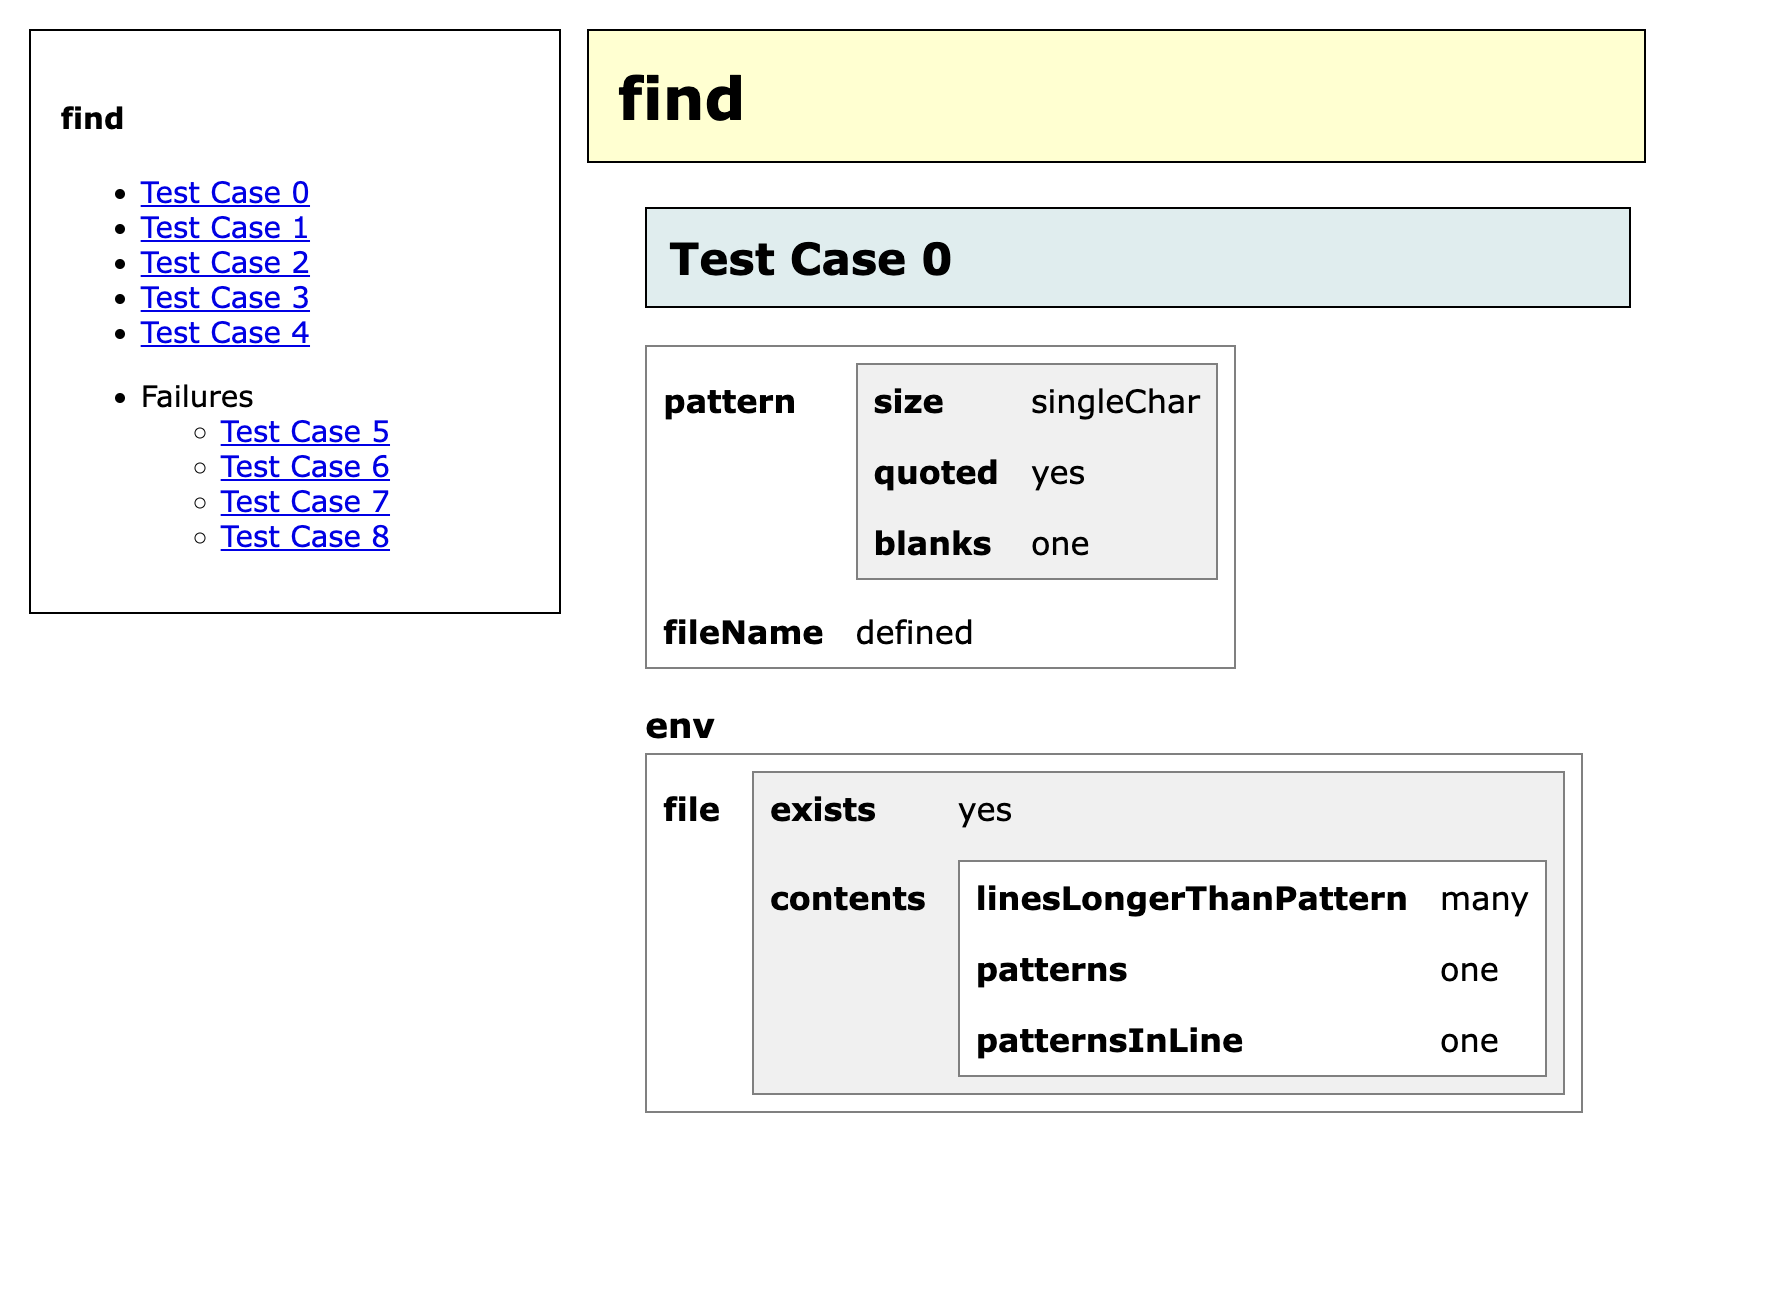 find
Test Case 0
Test Case 1
Test Case 2
Test Case 3
Test Case 4
Failures
Test Case 5
Test Case 6
Test Case 7
Test Case 8
find
Test Case 0
pattern size singleChar
quoted yes
blanks one
fileName defined
env
file exists yes
contents linesLongerThanPattern many
patterns one
patternsInLine one